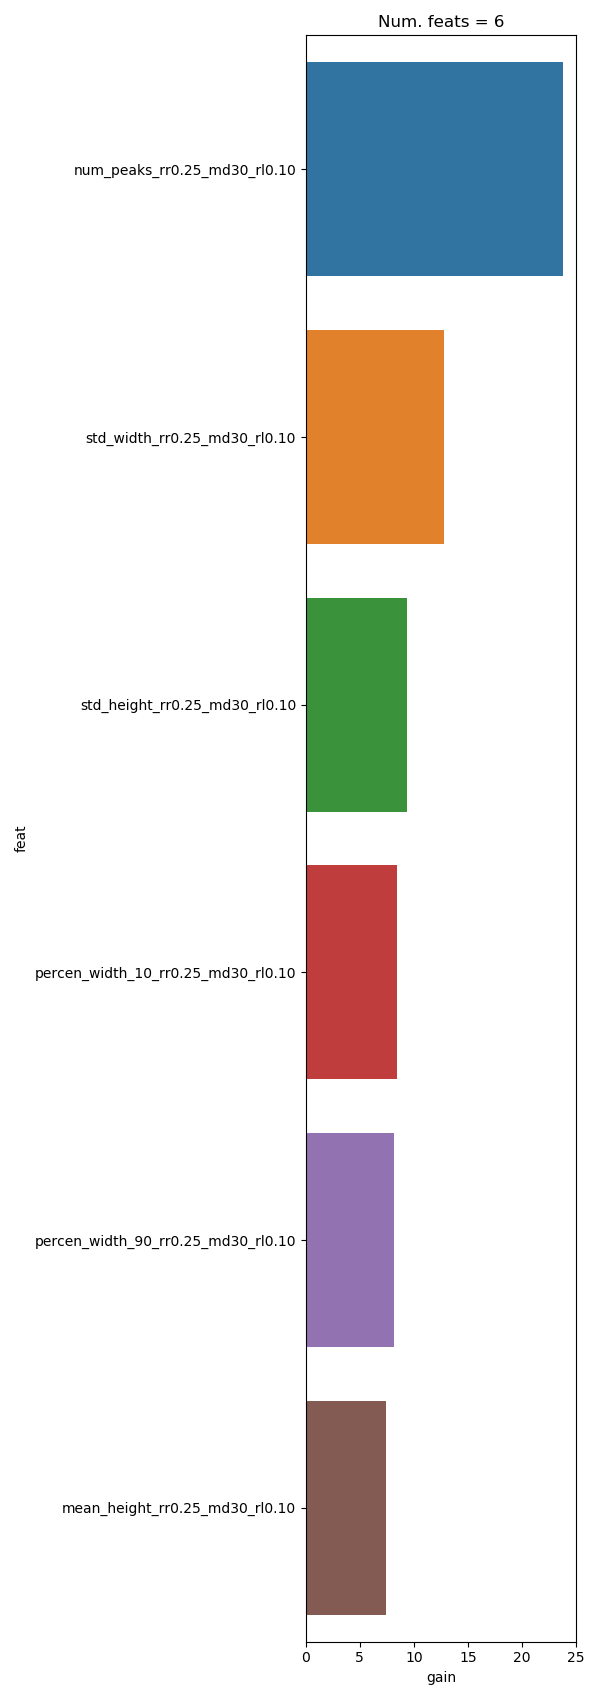 Num. feats = 6
num_peaks_rr0.25_md30_rl0.10
std_width_rr0.25_md30_rl0.10
std_height_rr0.25_md30_rl0.10
feat
percen_width_10_rr0.25_md30_rl0.10
percen_width_90_rr0.25_md30_rl0.10
mean_height_rr0.25_md30_rl0.10
0 5 10 15 20 25
gain